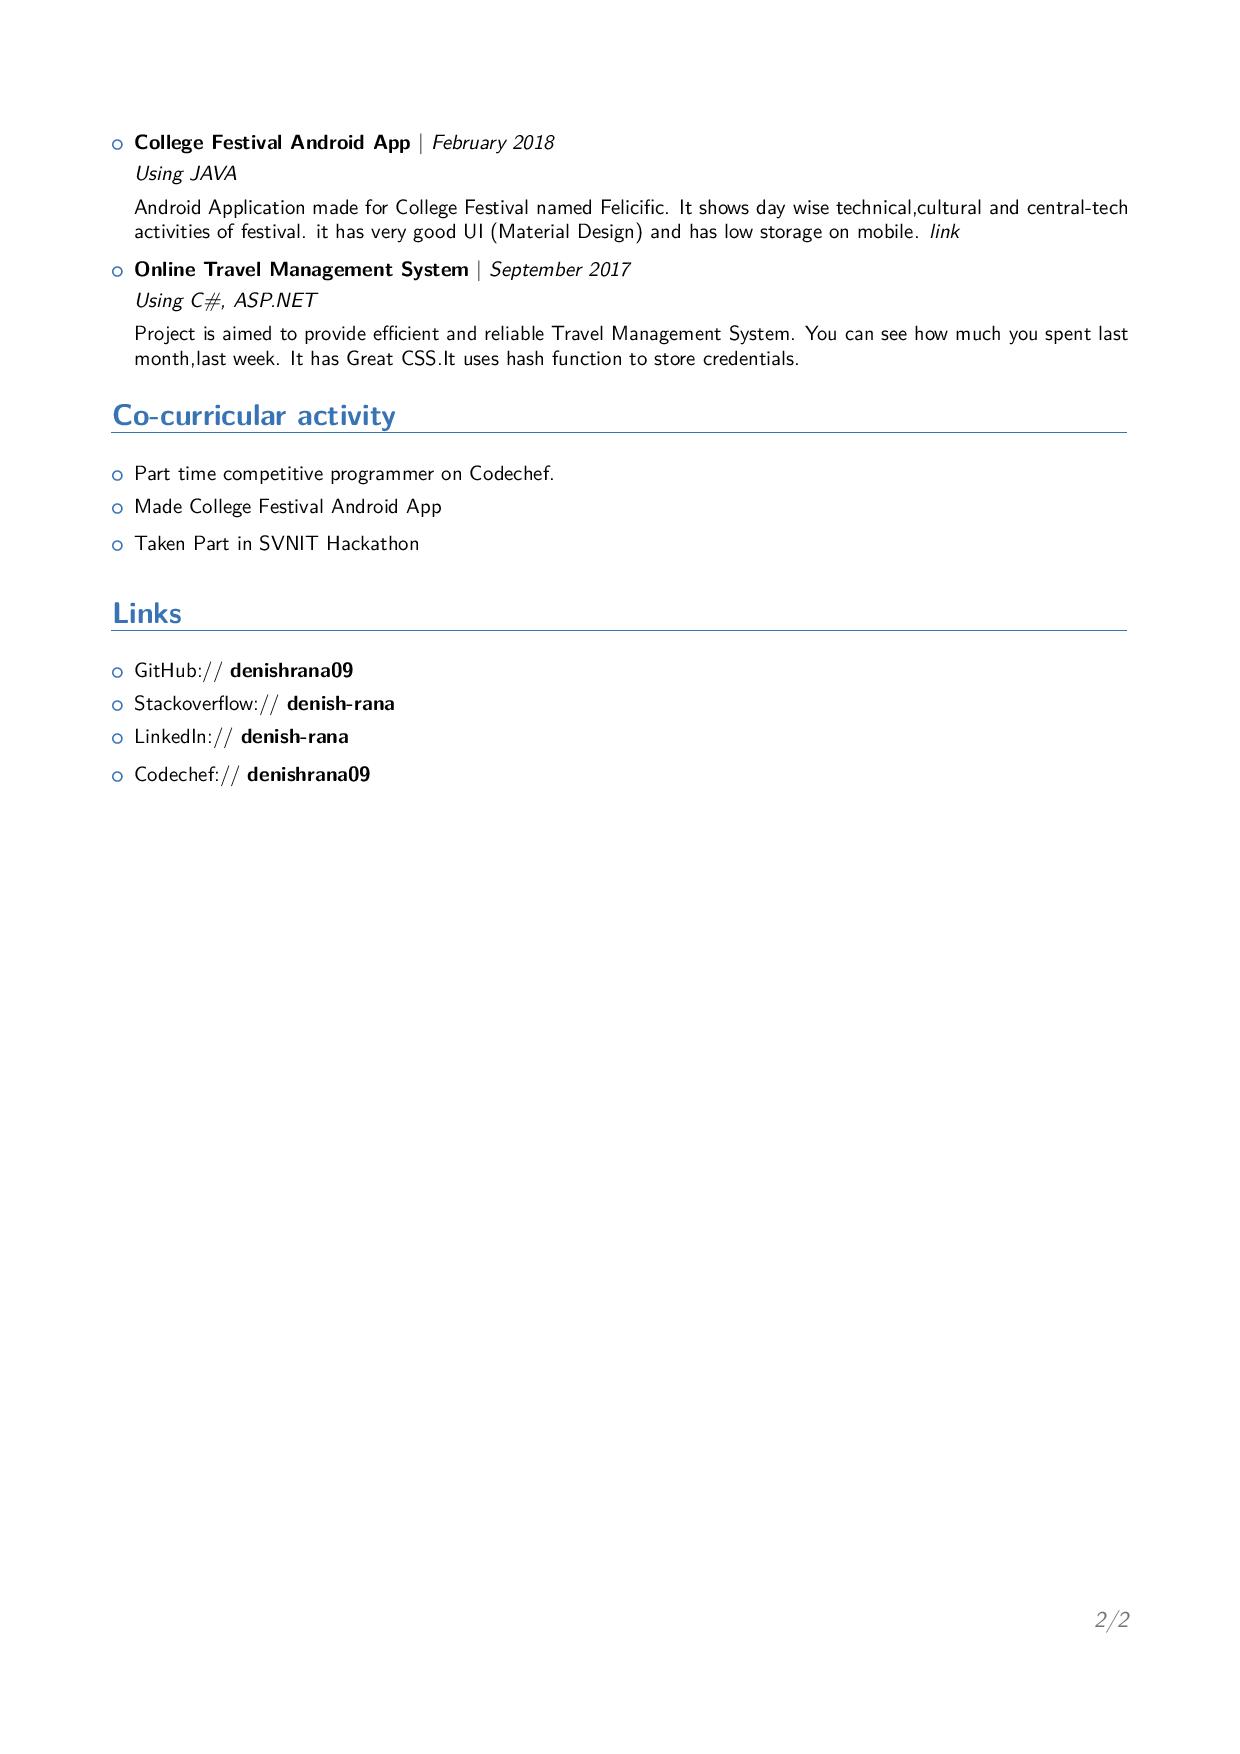 College Festival Android App | February 2018
Using JAVA
Android Application made for College Festival named Felicific. It shows day wise technical,cultural and central-tech
activities of festival. it has very good UI (Material Design) and has low storage on mobile. link
Online Travel Management System | September 2017
Using C#, ASP.NET
Project is aimed to provide efficient and reliable Travel Management System. You can see how much you spent last
month,last week. It has Great CSS.It uses hash function to store credentials.
Co-curricular activity
Part time competitive programmer on Codechef.
Made College Festival Android App
Taken Part in SVNIT Hackathon
Links
GitHub:// denishrana09
Stackoverflow:// denish-rana
LinkedIn:// denish-rana
Codechef:// denishrana09
2/2